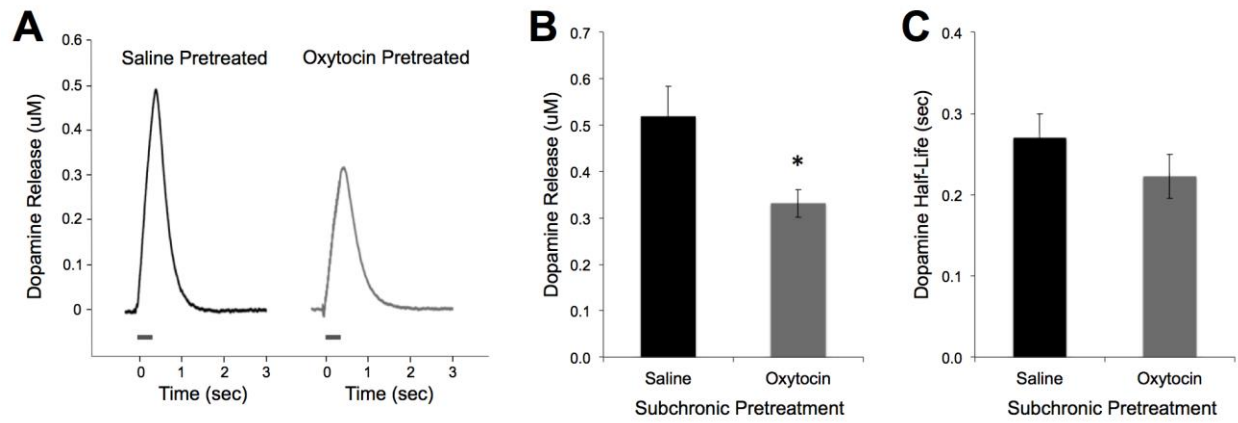 A
Dopamine Release (uM)
0.6
0.5
0.4
0.3
0.2
0.1
0
Saline Pretreated
Oxytocin Pretreated
0 1 2 3
0 1 2 3
Time (sec)
Time (sec)
B
Dopamine Release (uM)
0.7
0.6
0.5
0.4
0.3
0.2
0.1
0.0
*
Saline
Oxytocin
Subchronic Pretreatment
C
Dopamine Half-Life (sec)
0.4
0.3
0.2
0.1
0.0
Saline
Oxytocin
Subchronic Pretreatment